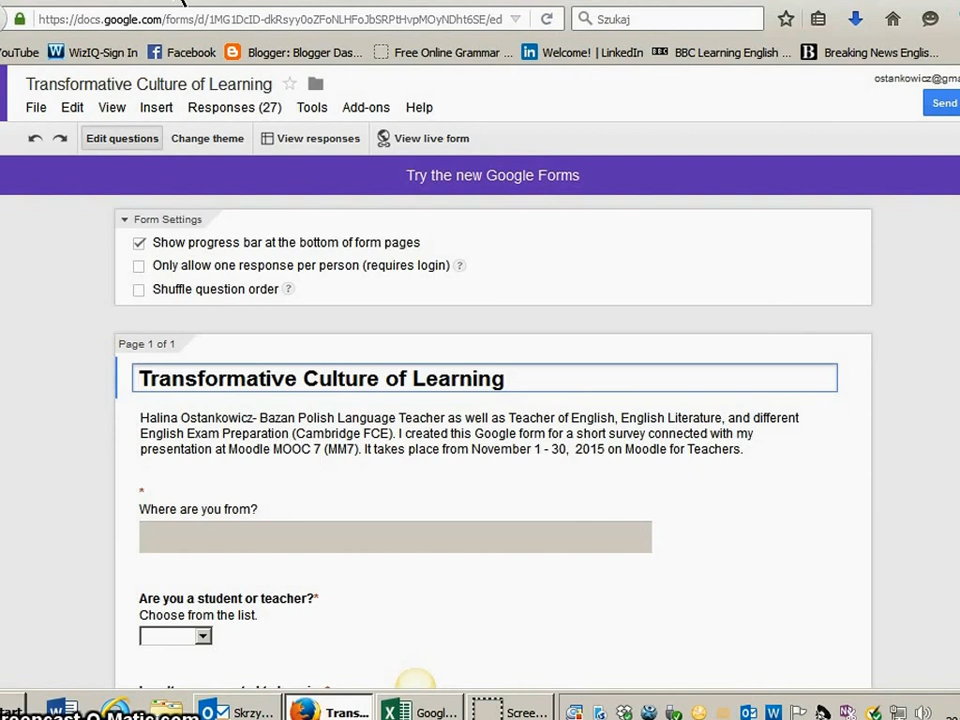 https://docs.google.com/forms/d/1MG1DcID-dkRsyy0oZFoNLHFoJbSRPtHvpMOyNDht6SE/ed
Szukaj
YouTube WizIQ-Sign In Facebook Blogger: Blogger Das... Free Online Grammar ... Welcome! | LinkedIn BBC Learning English ... Breaking News Englis...
Transformative Culture of Learning
ostankowicz@gma
File Edit View Insert Responses (27) Tools Add-ons Help
Send
Edit questions Change theme View responses View live form
Try the new Google Forms
Form Settings
Show progress bar at the bottom of form pages
Only allow one response per person (requires login) ?
Shuffle question order ?
Page 1 of 1
Transformative Culture of Learning
Halina Ostankowicz- Bazan Polish Language Teacher as well as Teacher of English, English Literature, and different
English Exam Preparation (Cambridge FCE). I created this Google form for a short survey connected with my
presentation at Moodle MOOC 7 (MM7). It takes place from November 1 - 30, 2015 on Moodle for Teachers.
*
Where are you from?
Are you a student or teacher?*
Choose from the list.
Skrzy... Trans... Googl... Scree...